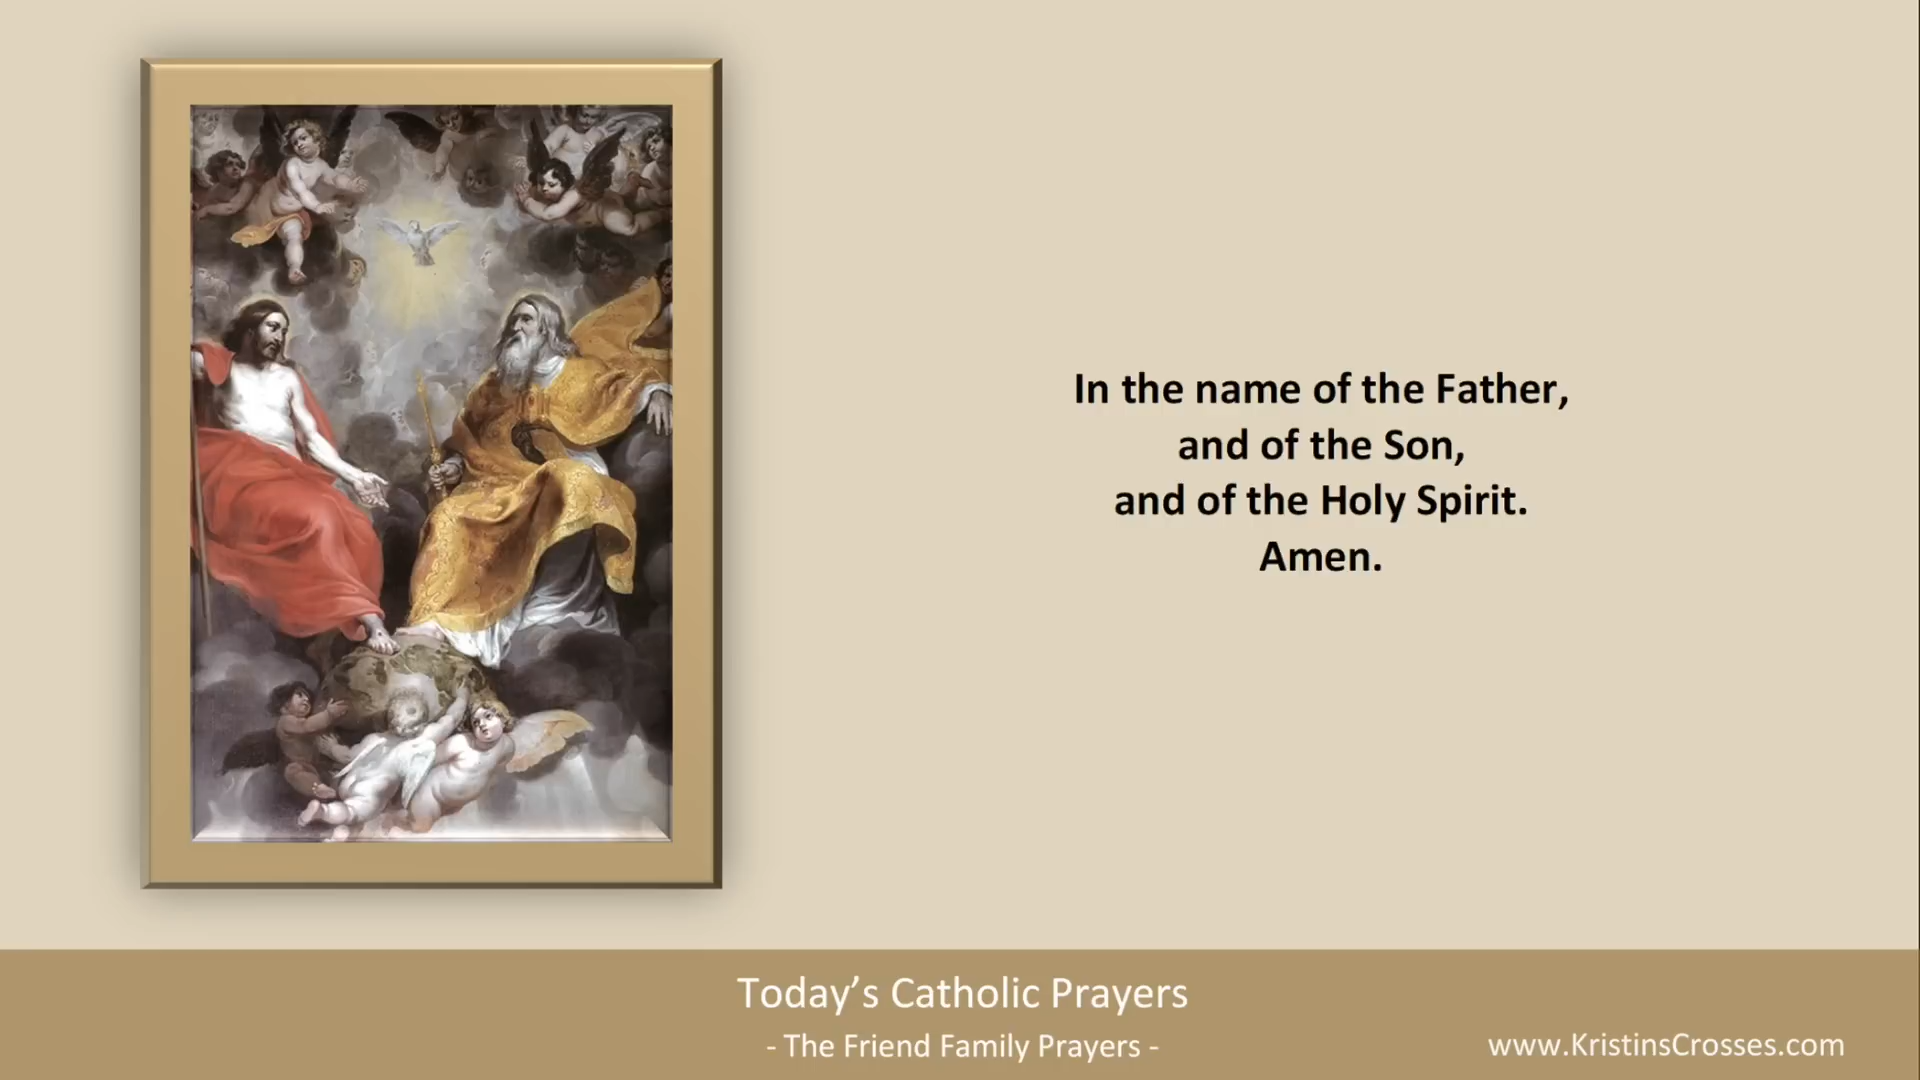 In the name of the Father,
and of the Son,
and of the Holy Spirit.
Amen.
Today’s Catholic Prayers
- The Friend Family Prayers -
www.KristinsCrosses.com